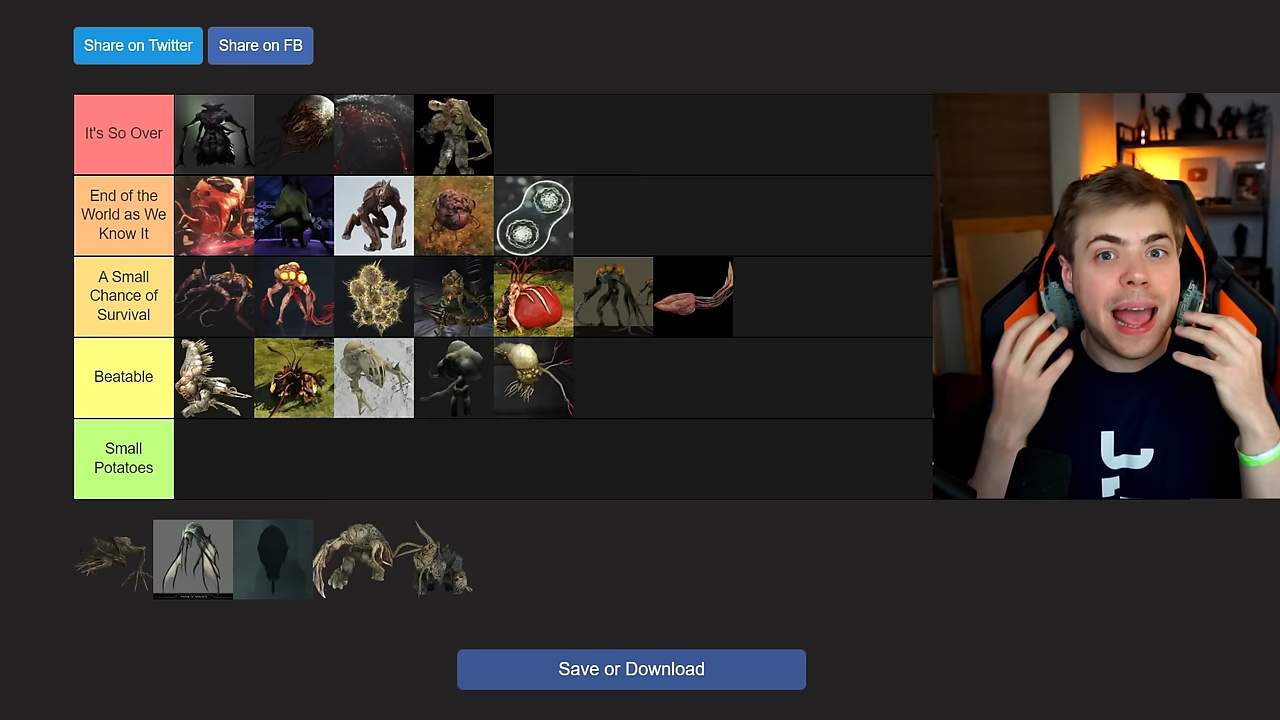 Share on Twitter
Share on FB
It's So Over
End of the
World as We
Know It
A Small
Chance of
Survival
Beatable
Small
Potatoes
Save or Download